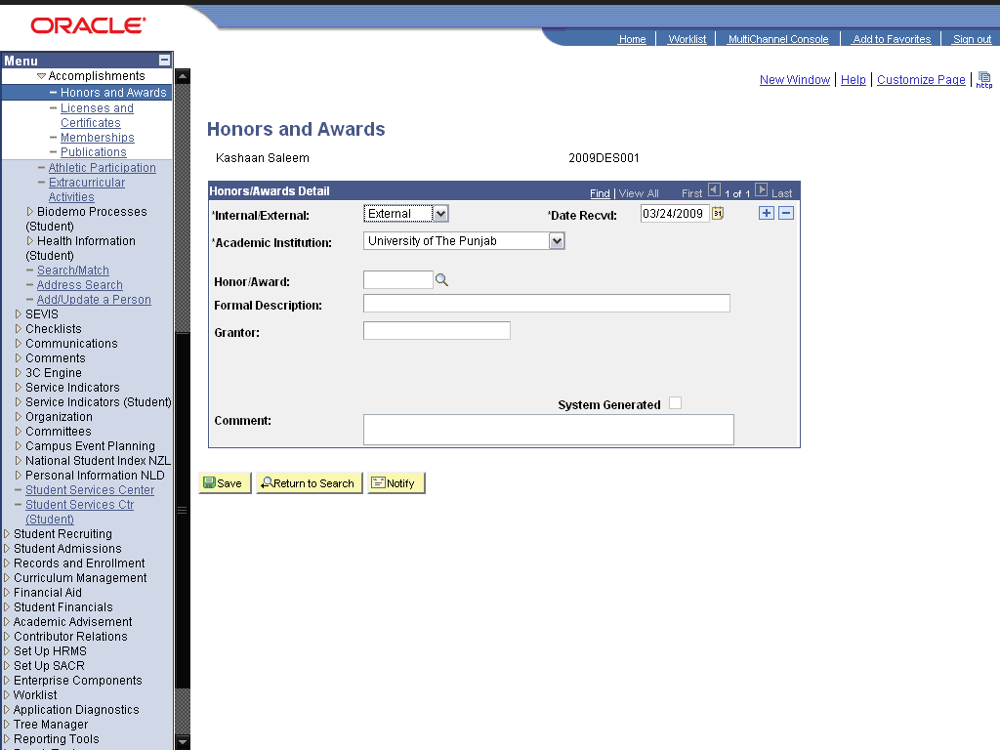 ORACLE®
Home Worklist MultiChannel Console Add to Favorites Sign out
New Window Help Customize Page http
Menu
Accomplishments
Honors and Awards
Licenses and
Certificates
Memberships
Publications
Athletic Participation
Extracurricular
Activities
Biodemo Processes
(Student)
Health Information
(Student)
Search/Match
Address Search
Add/Update a Person
SEVIS
Checklists
Communications
Comments
3C Engine
Service Indicators
Service Indicators (Student)
Organization
Committees
Campus Event Planning
National Student Index NZL
Personal Information NLD
Student Services Center
Student Services Ctr
(Student)
Student Recruiting
Student Admissions
Records and Enrollment
Curriculum Management
Financial Aid
Student Financials
Academic Advisement
Contributor Relations
Set Up HRMS
Set Up SACR
Enterprise Components
Worklist
Application Diagnostics
Tree Manager
Reporting Tools
Honors and Awards
Kashaan Saleem 2009DES001
Honors/Awards Detail Find | View All First 1 of 1 Last
*Internal/External: External *Date Recvd: 03/24/2009 31
*Academic Institution: University of The Punjab
Honor/Award:
Formal Description:
Grantor:
System Generated
Comment:
Save Return to Search Notify